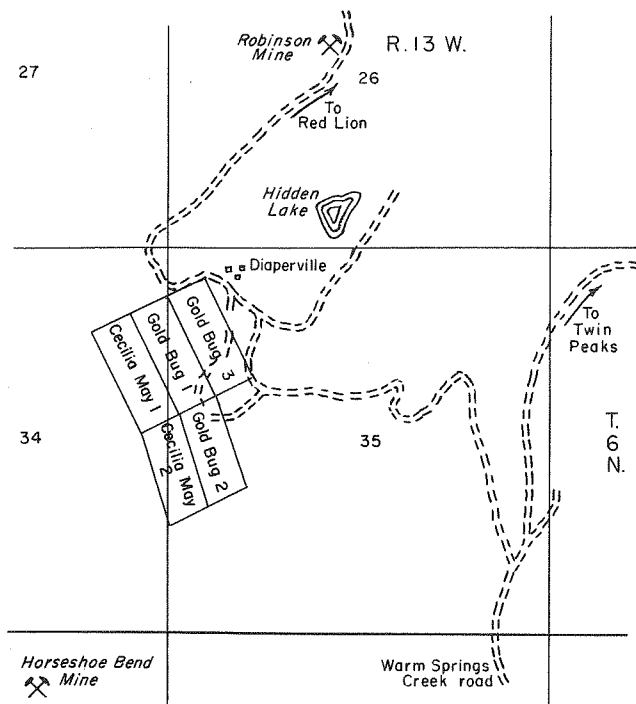 Robinson
Mine
R. 13 W.
27
26
To
Red Lion
Hidden
Lake
Diaperville
To
Twin
Peaks
Gold Bug 3
Gold Bug 1
Cecilia May 1
Gold Bug 2
Cecilia May
2
34
35
T.
6
N.
Horseshoe Bend
Mine
Warm Springs
Creek road